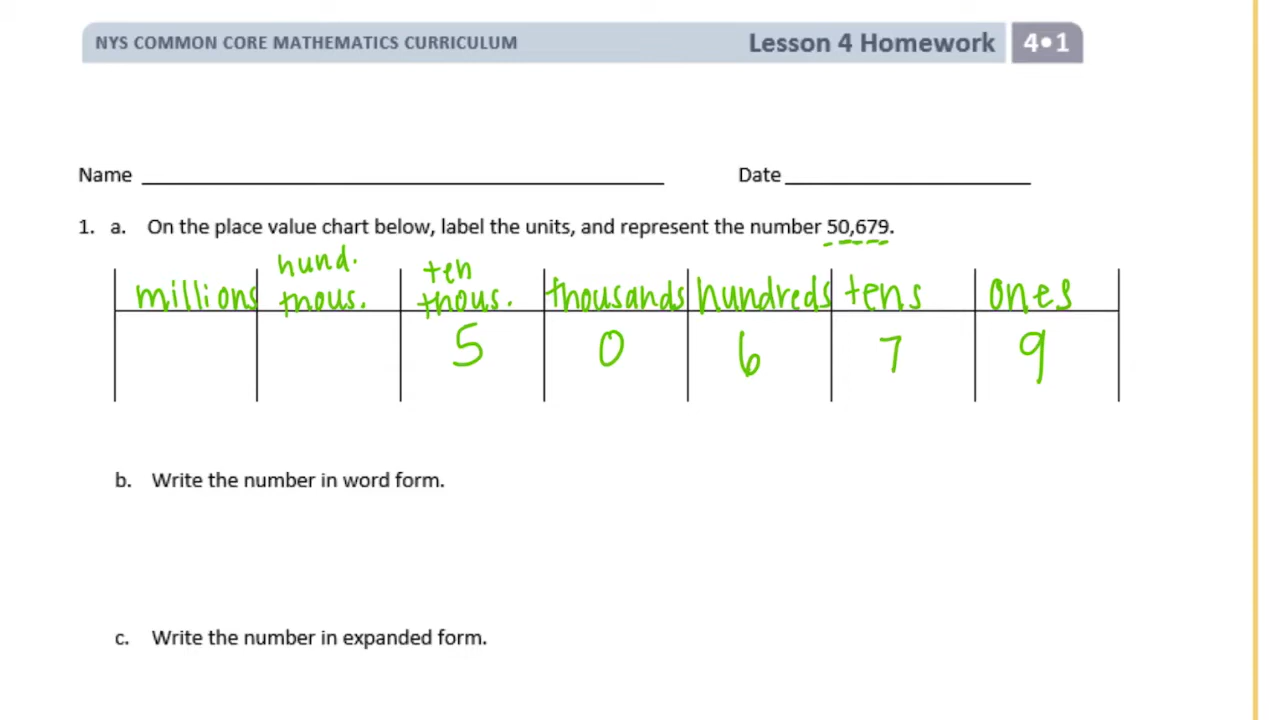 NYS COMMON CORE MATHEMATICS CURRICULUM Lesson 4 Homework 4•1
Name Date
1. a. On the place value chart below, label the units, and represent the number 50,679.
millions hund. thous. ten thous. thousands hundreds tens ones
5 0 6 7 9
b. Write the number in word form.
c. Write the number in expanded form.